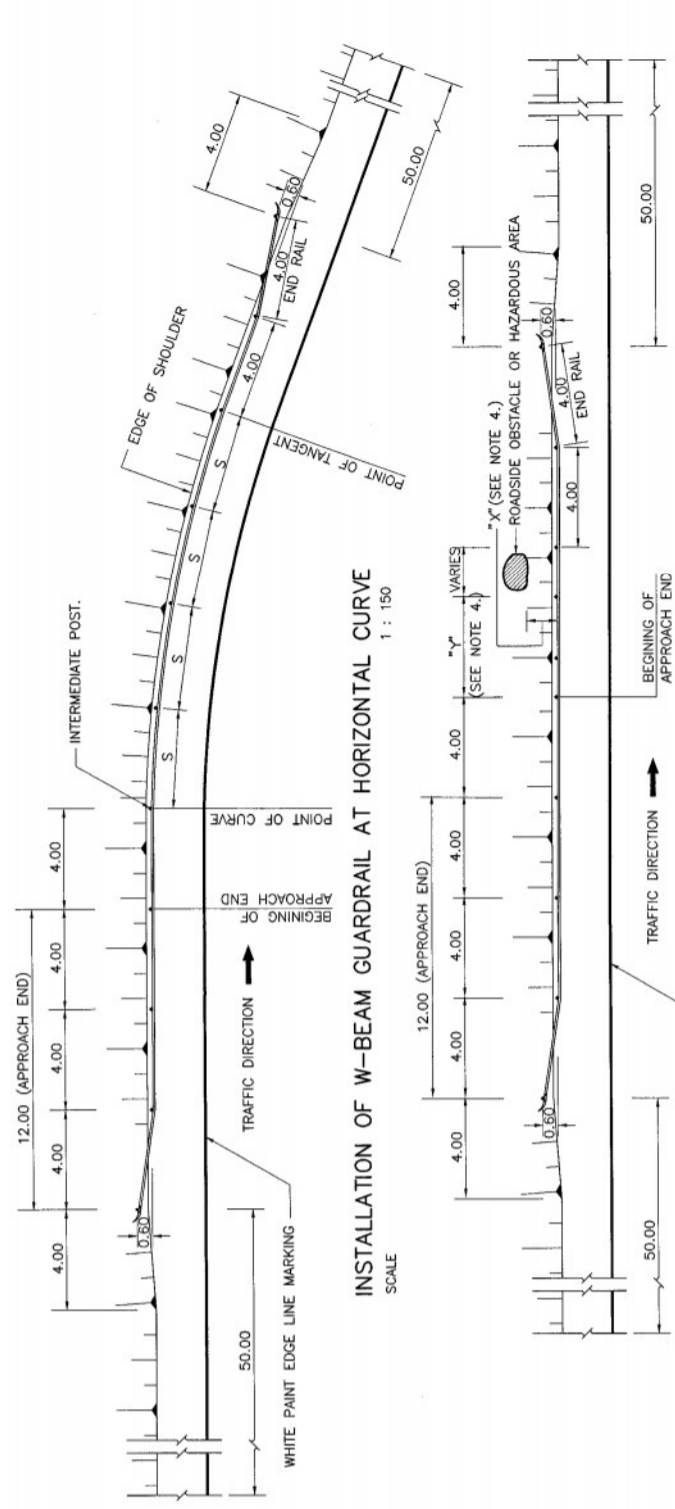 12.00 (APPROACH END)
4.00
4.00
4.00
4.00
4.00
0.60
INTERMEDIATE POST.
EDGE OF SHOULDER
S
S
S
S
4.00
4.00
END RAIL
0.60
4.00
50.00
50.00
WHITE PAINT EDGE LINE MARKING
TRAFFIC DIRECTION
BEGINING OF
APPROACH END
POINT OF CURVE
POINT OF TANGENT
INSTALLATION OF W-BEAM GUARDRAIL AT HORIZONTAL CURVE
SCALE
1 : 150
12.00 (APPROACH END)
4.00
4.00
4.00
4.00
4.00
0.60
"Y"
(SEE NOTE 4.)
VARIES
"X" (SEE NOTE 4.)
ROADSIDE OBSTACLE OR HAZARDOUS AREA
4.00
4.00
END RAIL
0.60
4.00
50.00
50.00
TRAFFIC DIRECTION
BEGINING OF
APPROACH END